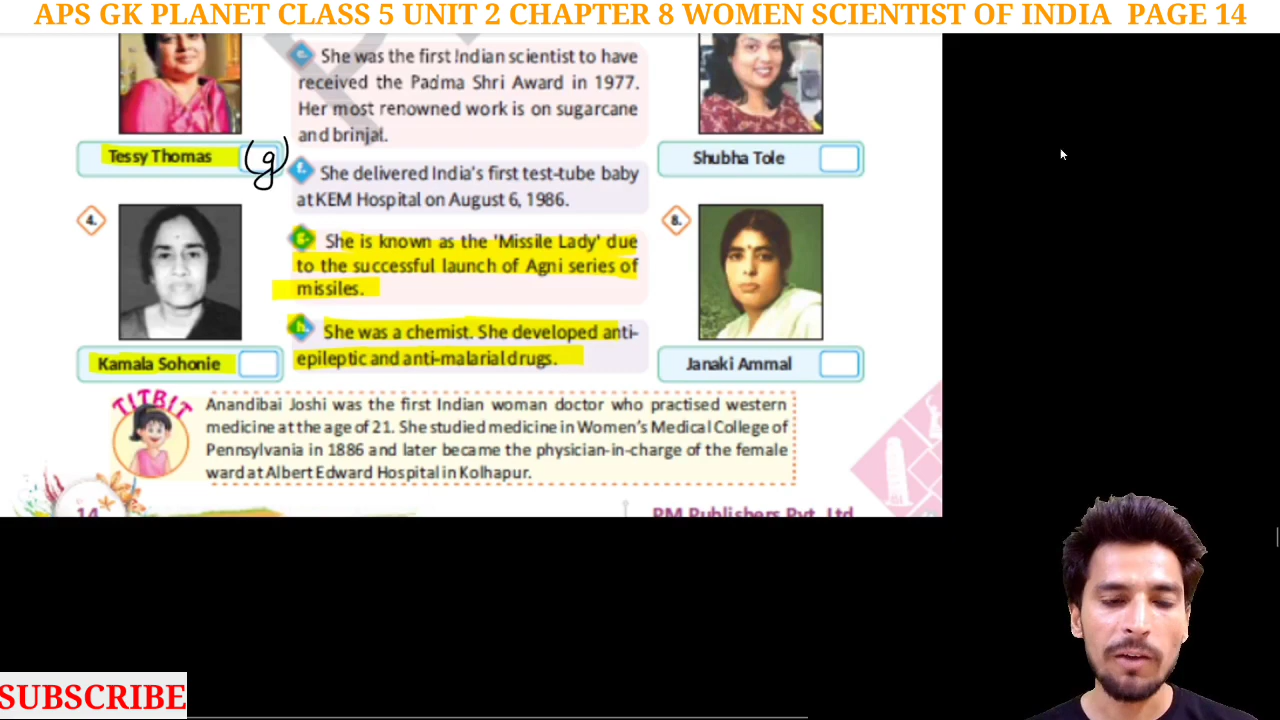 APS GK PLANET CLASS 5 UNIT 2 CHAPTER 8 WOMEN SCIENTIST OF INDIA PAGE 14
e. She was the first Indian scientist to have
received the Padma Shri Award in 1977.
Her most renowned work is on sugarcane
and brinjal.
Tessy Thomas (g)
Shubha Tole
f. She delivered India's first test-tube baby
at KEM Hospital on August 6, 1986.
4.
8.
g. She is known as the 'Missile Lady' due
to the successful launch of Agni series of
missiles.
h. She was a chemist. She developed anti-
epileptic and anti-malarial drugs.
Kamala Sohonie
Janaki Ammal
TITBIT
Anandibai Joshi was the first Indian woman doctor who practised western
medicine at the age of 21. She studied medicine in Women's Medical College of
Pennsylvania in 1886 and later became the physician-in-charge of the female
ward at Albert Edward Hospital in Kolhapur.
14
PM Publishers Pvt. Ltd.
SUBSCRIBE